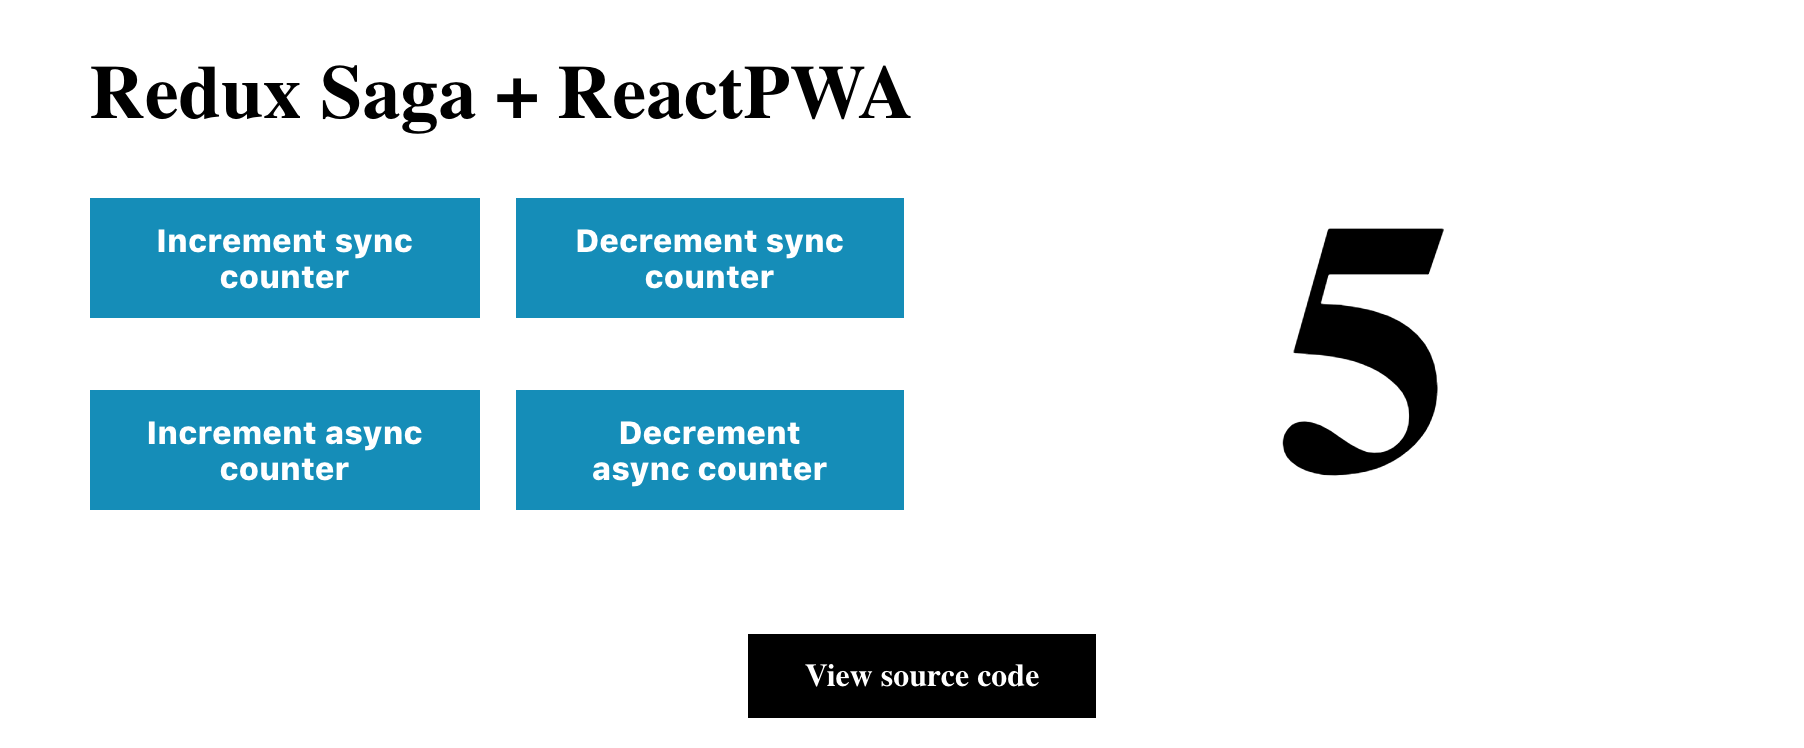 Redux Saga + ReactPWA
Increment sync
counter
Decrement sync
counter
Increment async
counter
Decrement
async counter
5
View source code